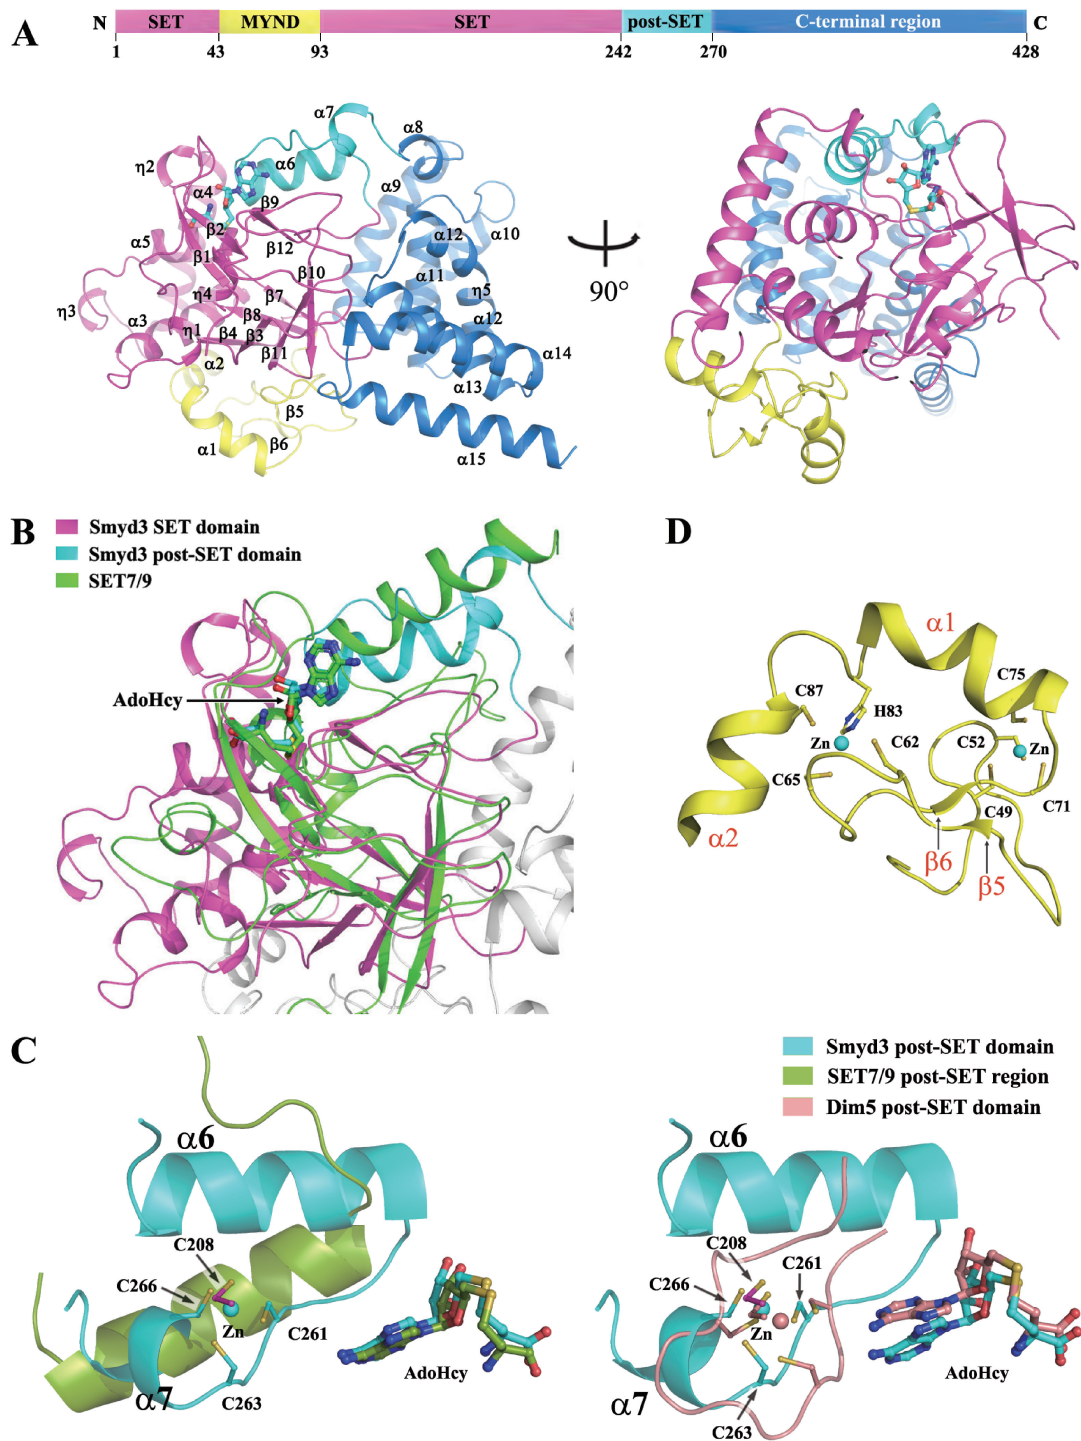 A
N SET MYND SET post-SET C-terminal region C
1 43 93 242 270 428
α7
α8
η2
α6
α4
α9
β9
β2
α5
α12
α10
β12
β1
β10
α11
η4
β7
η5
η3
β8
α3
η1
β4
β3
α12
β11
α14
α2
α13
β5
β6
α1
α15
90°
B
Smyd3 SET domain
Smyd3 post-SET domain
SET7/9
AdoHcy
D
α1
C75
C87
H83
Zn
C62
C52
Zn
C65
C49
C71
α2
β6
β5
C
Smyd3 post-SET domain
SET7/9 post-SET region
Dim5 post-SET domain
α6
C208
C266
Zn
C261
AdoHcy
α7
C263
α6
C208
C261
C266
Zn
AdoHcy
α7
C263